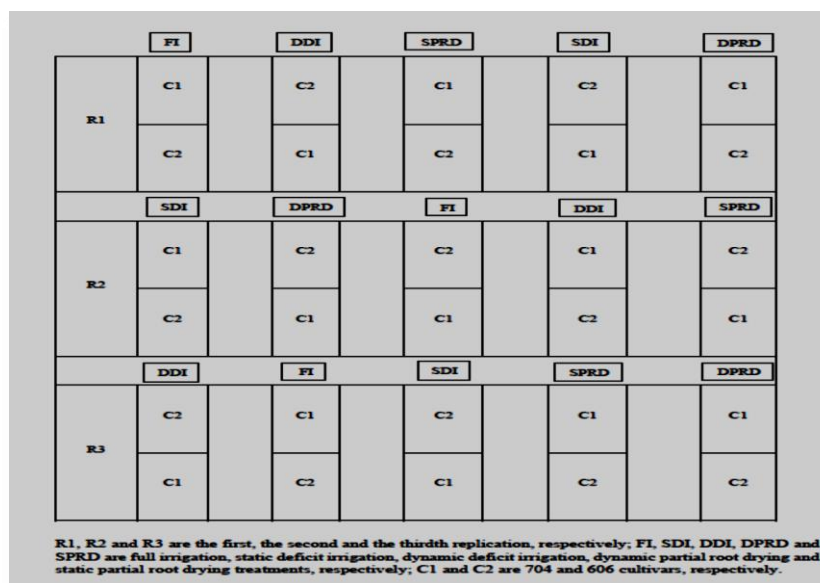 FI DDI SPRD SDI DPRD
C1 C2 C1 C2 C1
R1
C2 C1 C2 C1 C2
SDI DPRD FI DDI SPRD
C1 C2 C2 C1 C2
R2
C2 C1 C1 C2 C1
DDI FI SDI SPRD DPRD
C2 C1 C2 C1 C1
R3
C1 C2 C1 C2 C2
R1, R2 and R3 are the first, the second and the thirdth replication, respectively; FI, SDI, DDI, DPRD and
SPRD are full irrigation, static deficit irrigation, dynamic deficit irrigation, dynamic partial root drying and
static partial root drying treatments, respectively; C1 and C2 are 704 and 606 cultivars, respectively.